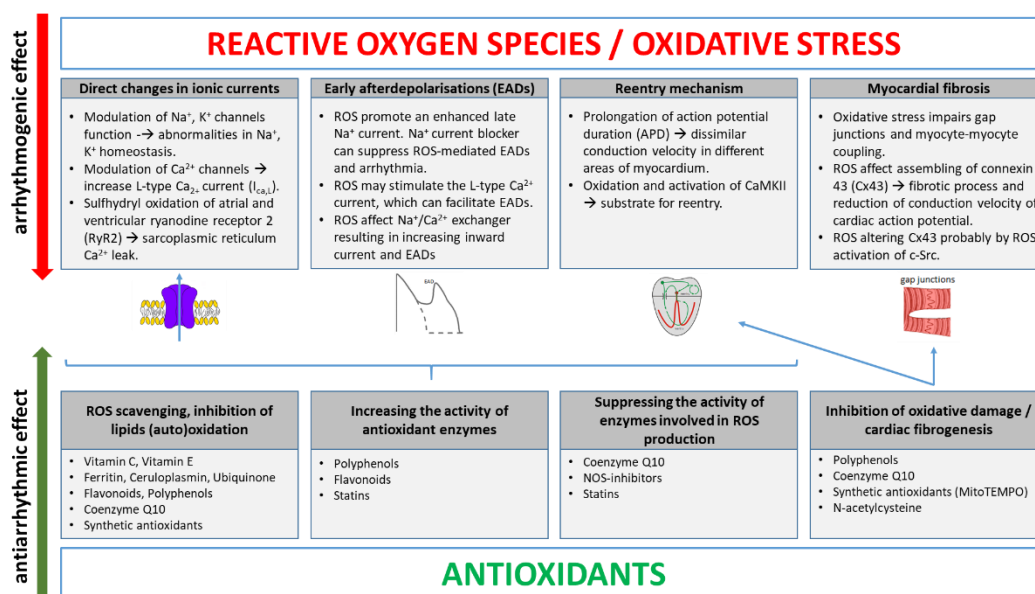 REACTIVE OXYGEN SPECIES / OXIDATIVE STRESS
arrhythmogenic effect
Direct changes in ionic currents
• Modulation of Na⁺, K⁺ channels
function -→ abnormalities in Na⁺,
K⁺ homeostasis.
• Modulation of Ca²⁺ channels →
increase L-type Ca₂₊ current (Ica,L).
• Sulfhydryl oxidation of atrial and
ventricular ryanodine receptor 2
(RyR2) → sarcoplasmic reticulum
Ca²⁺ leak.
Early afterdepolarisations (EADs)
• ROS promote an enhanced late
Na⁺ current. Na⁺ current blocker
can suppress ROS-mediated EADs
and arrhythmia.
• ROS may stimulate the L-type Ca²⁺
current, which can facilitate EADs.
• ROS affect Na⁺/Ca²⁺ exchanger
resulting in increasing inward
current and EADs
Reentry mechanism
• Prolongation of action potential
duration (APD) → dissimilar
conduction velocity in different
areas of myocardium.
• Oxidation and activation of CaMKII
→ substrate for reentry.
Myocardial fibrosis
• Oxidative stress impairs gap
junctions and myocyte-myocyte
coupling.
• ROS affect assembling of connexin
43 (Cx43) → fibrotic process and
reduction of conduction velocity of
cardiac action potential.
• ROS altering Cx43 probably by ROS
activation of c-Src.
EAD
gap junctions
antiarrhythmic effect
ROS scavenging, inhibition of
lipids (auto)oxidation
• Vitamin C, Vitamin E
• Ferritin, Ceruloplasmin, Ubiquinone
• Flavonoids, Polyphenols
• Coenzyme Q10
• Synthetic antioxidants
Increasing the activity of
antioxidant enzymes
• Polyphenols
• Flavonoids
• Statins
Suppressing the activity of
enzymes involved in ROS
production
• Coenzyme Q10
• NOS-inhibitors
• Statins
Inhibition of oxidative damage /
cardiac fibrogenesis
• Polyphenols
• Coenzyme Q10
• Synthetic antioxidants (MitoTEMPO)
• N-acetylcysteine
ANTIOXIDANTS